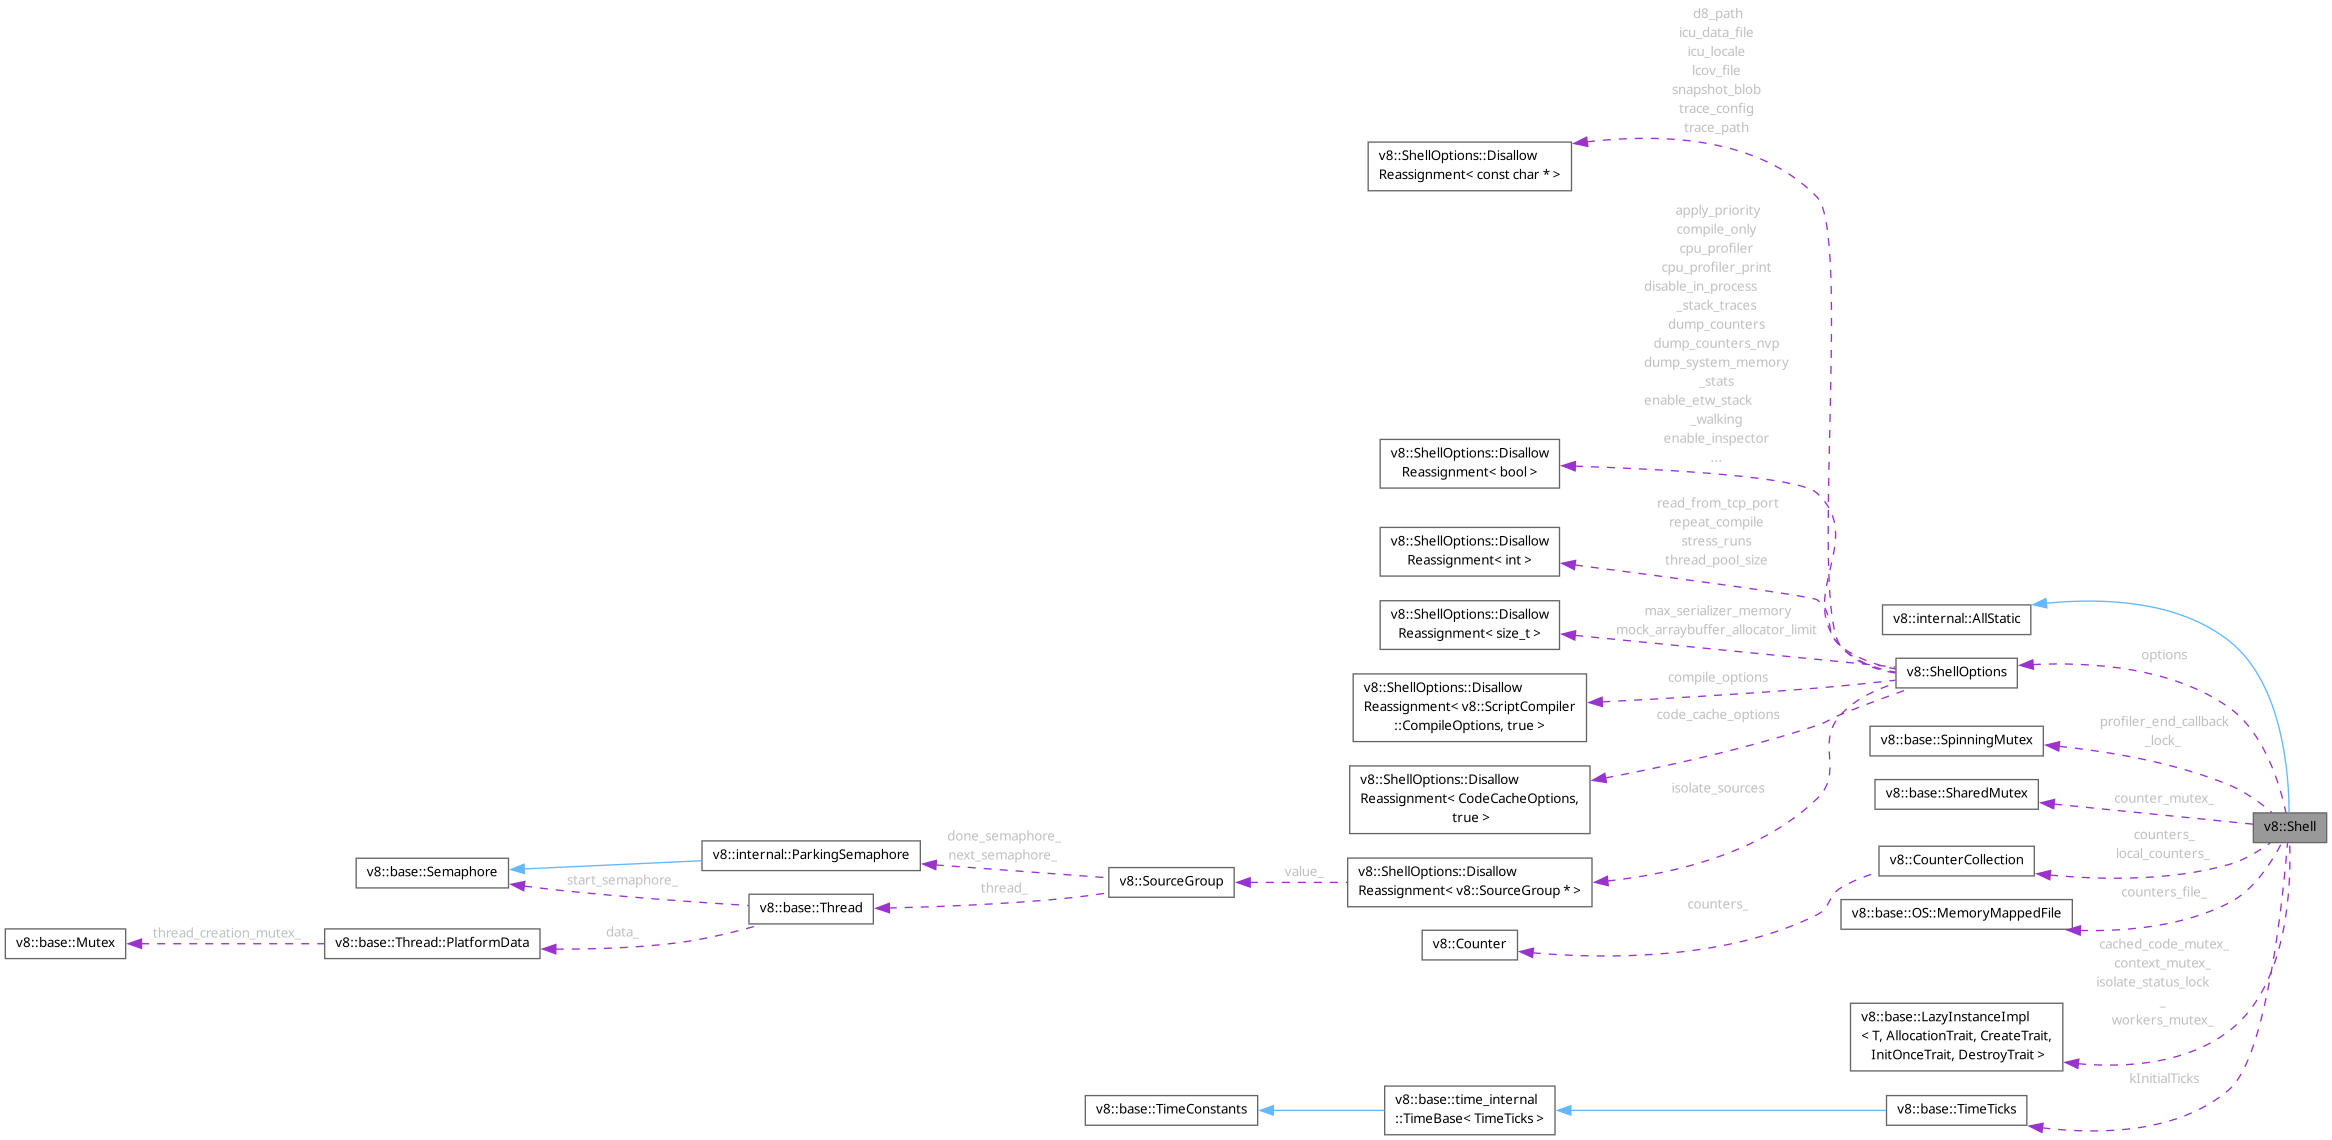 d8_path
icu_data_file
icu_locale
lcov_file
snapshot_blob
trace_config
trace_path
v8::ShellOptions::Disallow
Reassignment< const char * >
apply_priority
compile_only
cpu_profiler
cpu_profiler_print
disable_in_process
_stack_traces
dump_counters
dump_counters_nvp
dump_system_memory
_stats
enable_etw_stack
_walking
enable_inspector
...
v8::ShellOptions::Disallow
Reassignment< bool >
read_from_tcp_port
repeat_compile
stress_runs
thread_pool_size
v8::ShellOptions::Disallow
Reassignment< int >
max_serializer_memory
mock_arraybuffer_allocator_limit
v8::ShellOptions::Disallow
Reassignment< size_t >
v8::internal::AllStatic
options
v8::ShellOptions
compile_options
v8::ShellOptions::Disallow
Reassignment< v8::ScriptCompiler
::CompileOptions, true >
code_cache_options
profiler_end_callback
_lock_
v8::base::SpinningMutex
v8::ShellOptions::Disallow
Reassignment< CodeCacheOptions,
true >
isolate_sources
v8::base::SharedMutex
counter_mutex_
v8::Shell
counters_
local_counters_
v8::CounterCollection
done_semaphore_
next_semaphore_
v8::internal::ParkingSemaphore
v8::base::Semaphore
start_semaphore_
v8::SourceGroup
thread_
value_
v8::ShellOptions::Disallow
Reassignment< v8::SourceGroup * >
counters_file_
v8::base::OS::MemoryMappedFile
counters_
v8::Counter
v8::base::Thread
data_
v8::base::Mutex
thread_creation_mutex_
v8::base::Thread::PlatformData
cached_code_mutex_
context_mutex_
isolate_status_lock
_
workers_mutex_
v8::base::LazyInstanceImpl
< T, AllocationTrait, CreateTrait,
InitOnceTrait, DestroyTrait >
kInitialTicks
v8::base::TimeConstants
v8::base::time_internal
::TimeBase< TimeTicks >
v8::base::TimeTicks